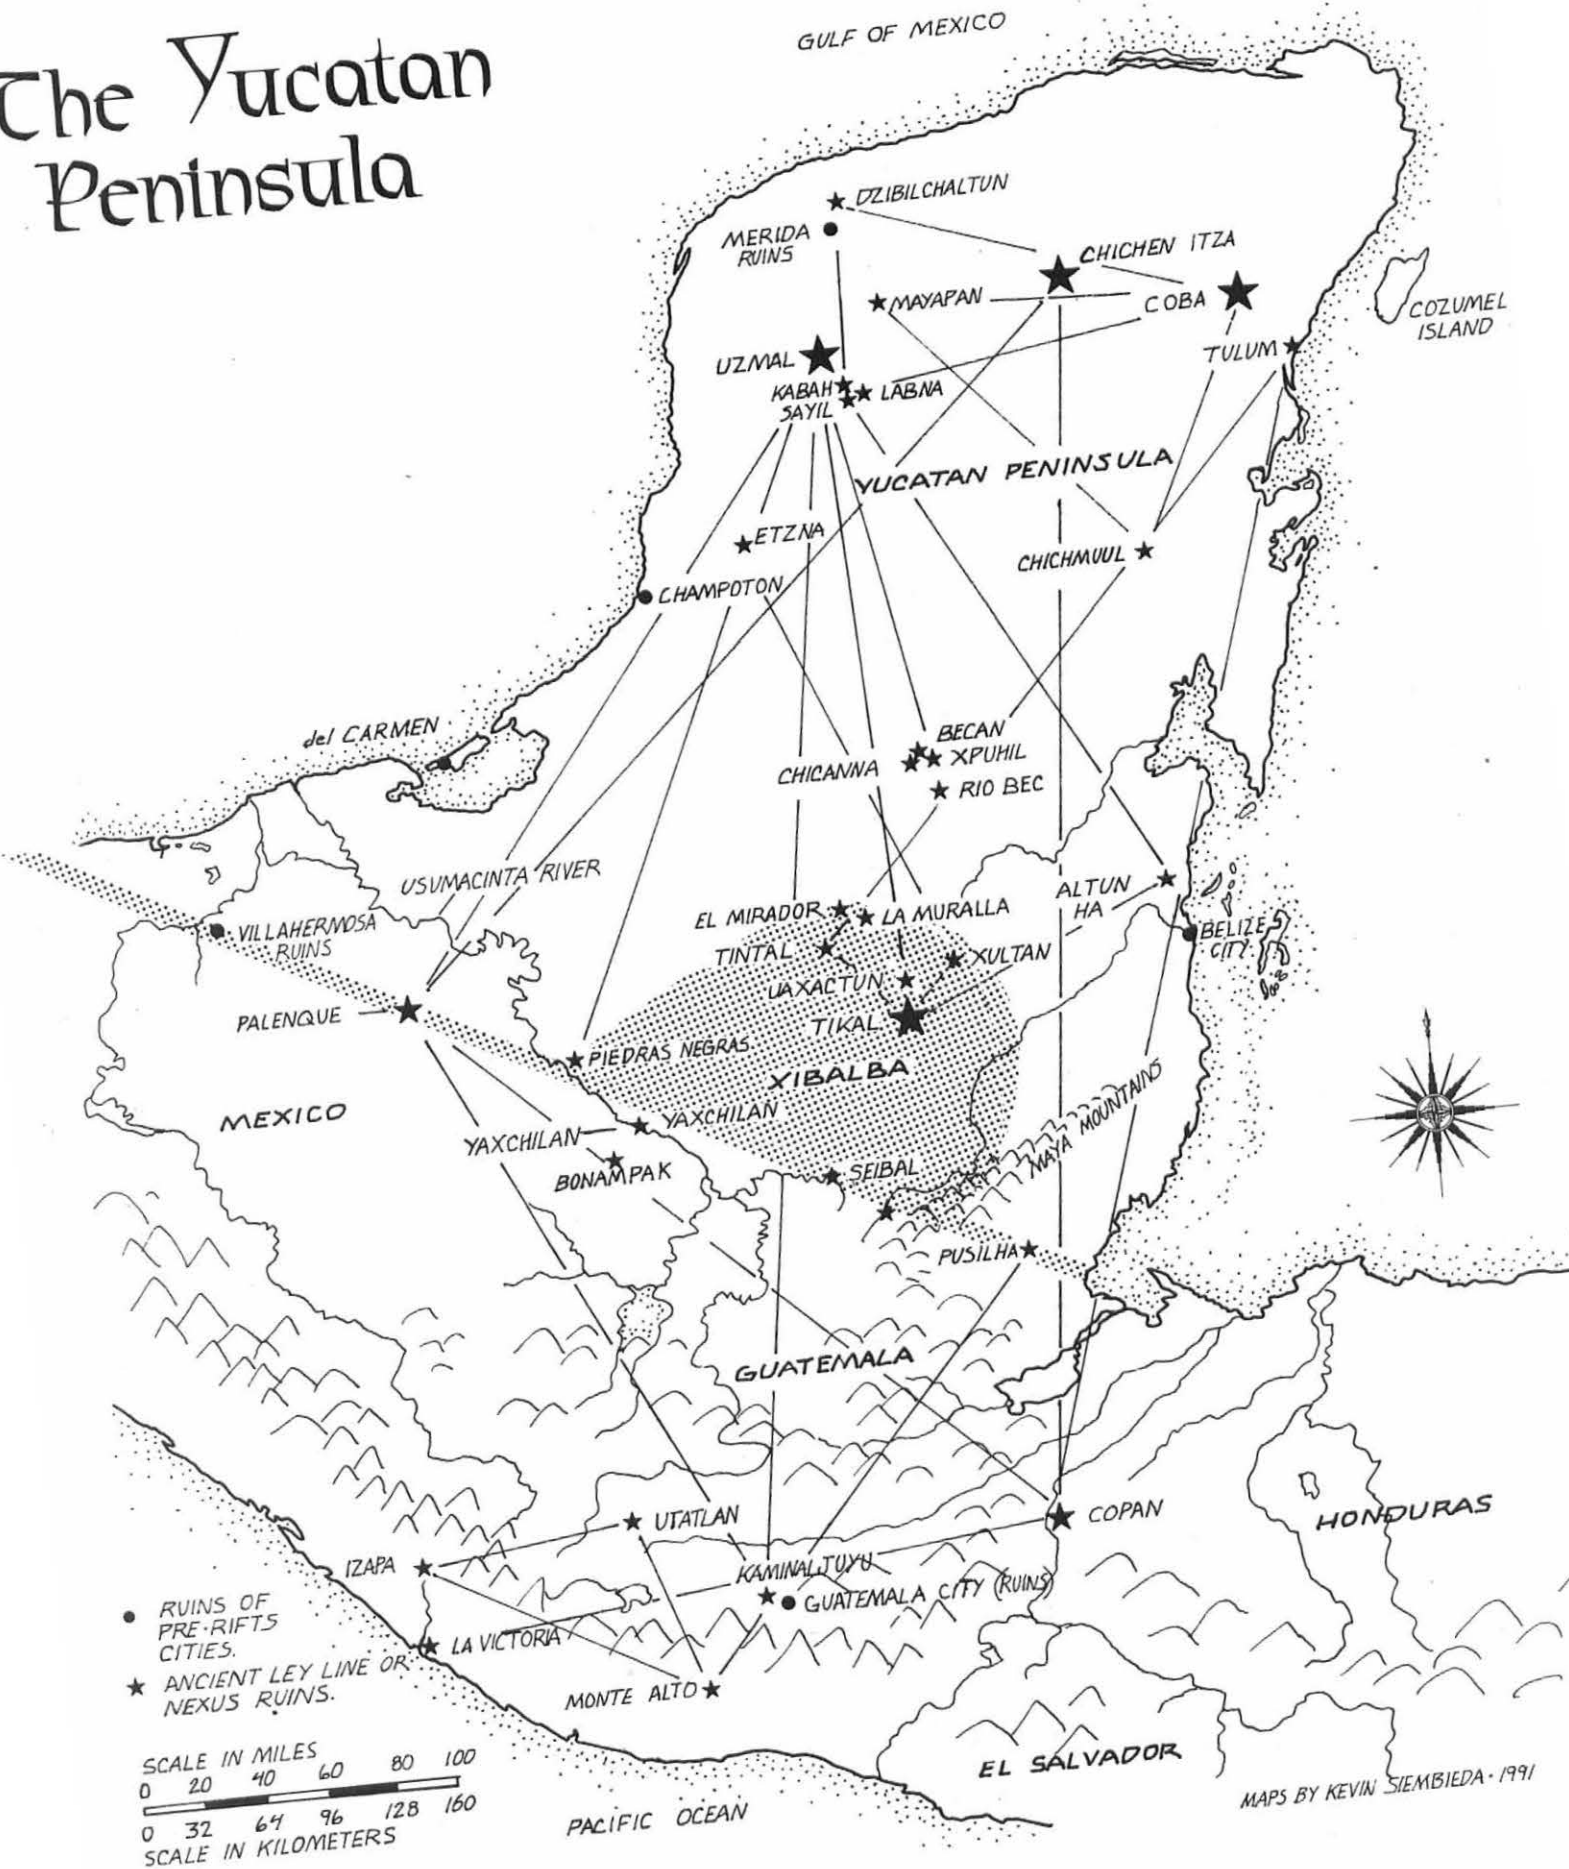 The Yucatan
Peninsula
GULF OF MEXICO
DZIBILCHALTUN
MERIDA
RUINS
CHICHEN ITZA
MAYAPAN
COBA
COZUMEL
ISLAND
UZMAL
TULUM
KABAH
LABNA
SAYIL
YUCATAN PENINSULA
ETZNA
CHICHMUUL
CHAMPOTON
del CARMEN
BECAN
XPUHIL
CHICANNA
RIO BEC
USUMACINTA RIVER
ALTUN
HA
EL MIRADOR
LA MURALLA
VILLAHERMOSA
RUINS
BELIZE
CITY
TINTAL
XULTAN
UAXACTUN
PALENQUE
TIKAL
PIEDRAS NEGRAS
XIBALBA
MEXICO
YAXCHILAN
YAXCHILAN
MAYA MOUNTAINS
BONAMPAK
SEIBAL
PUSILHA
GUATEMALA
UTATLAN
COPAN
HONDURAS
IZAPA
KAMINALJUYU
GUATEMALA CITY (RUINS)
LA VICTORIA
MONTE ALTO
RUINS OF
PRE-RIFTS
CITIES.
ANCIENT LEY LINE OR
NEXUS RUINS.
SCALE IN MILES
0 20 40 60 80 100
0 32 64 96 128 160
SCALE IN KILOMETERS
EL SALVADOR
PACIFIC OCEAN
MAPS BY KEVIN SIEMBIEDA · 1991